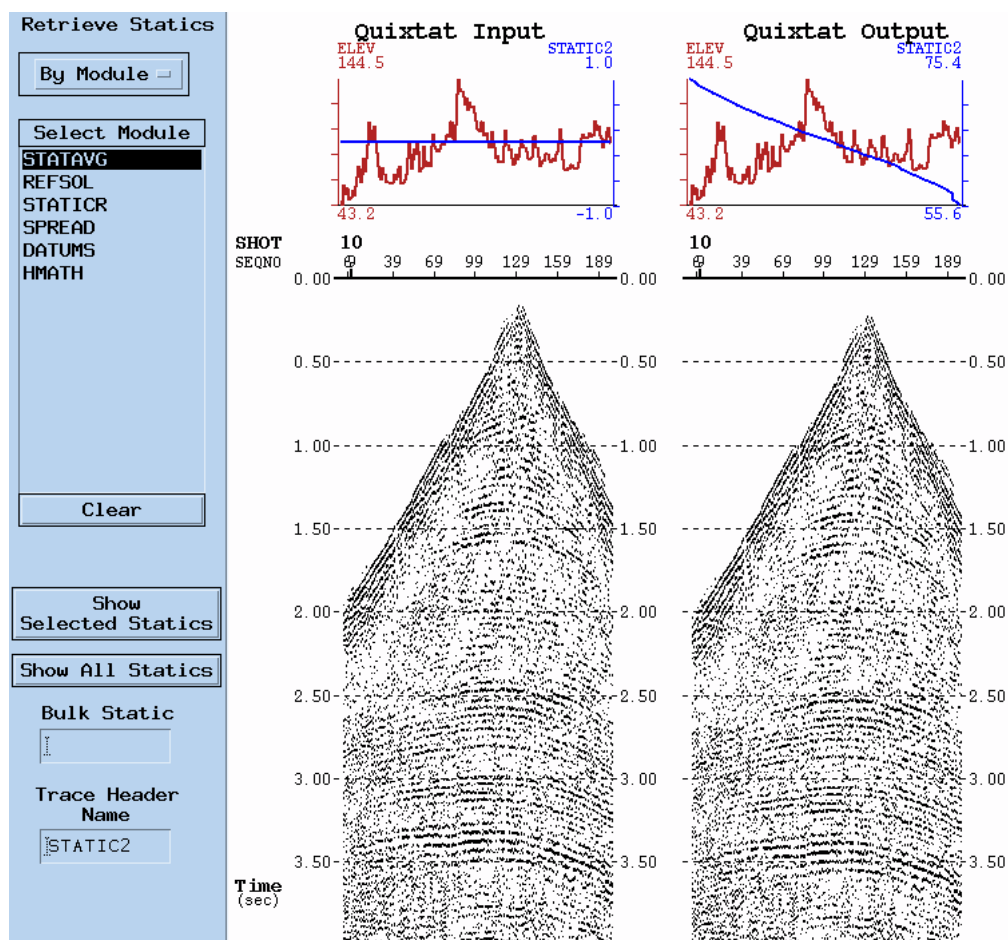 Retrieve Statics
By Module
Select Module
STATAVG
REFSOL
STATICR
SPREAD
DATUMS
HMATH
Clear
Show
Selected Statics
Show All Statics
Bulk Static
Trace Header
Name
STATIC2
Quixtat Input
ELEV STATIC2
144.5 1.0
43.2 -1.0
SHOT 10
SEQNO 69 39 69 99 129 159 189
0.00 0.00
0.50 0.50
1.00 1.00
1.50 1.50
2.00 2.00
2.50 2.50
3.00 3.00
3.50 3.50
Time
(sec)
Quixtat Output
ELEV STATIC2
144.5 75.4
43.2 55.6
10
39 69 99 129 159 189
0.00
0.50
1.00
1.50
2.00
2.50
3.00
3.50